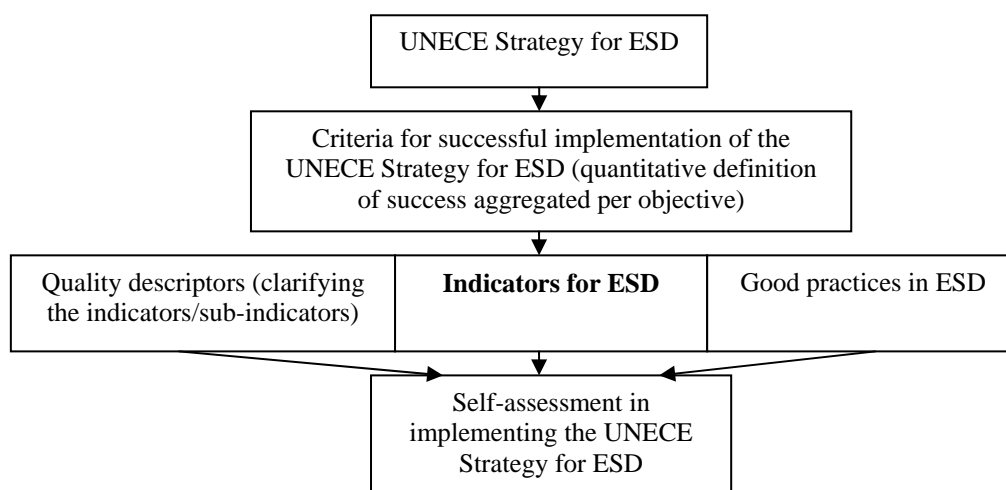 UNECE Strategy for ESD
Criteria for successful implementation of the
UNECE Strategy for ESD (quantitative definition
of success aggregated per objective)
Quality descriptors (clarifying
the indicators/sub-indicators)
Indicators for ESD
Good practices in ESD
Self-assessment in
implementing the UNECE
Strategy for ESD